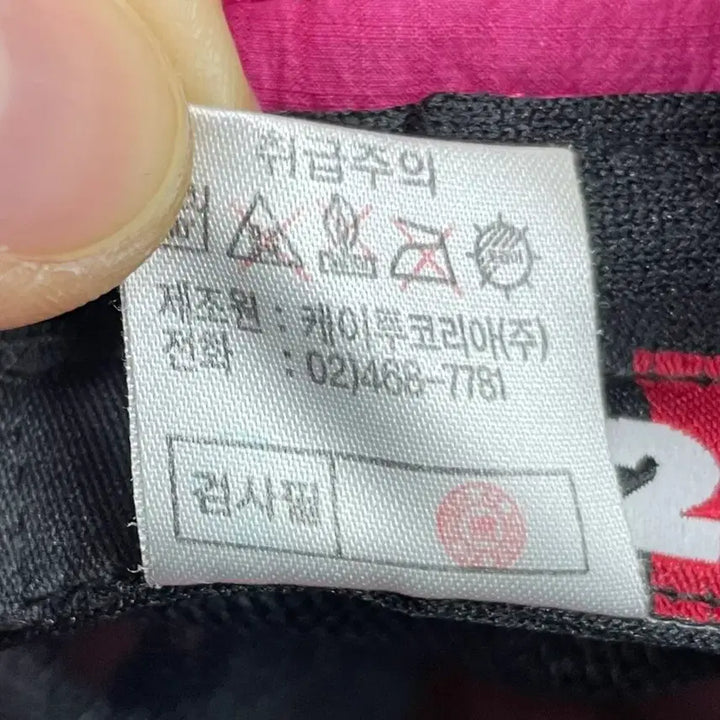 취급주의
제조원 : 케이투코리아(주)
전화 : 02)468-7781
검사필
2